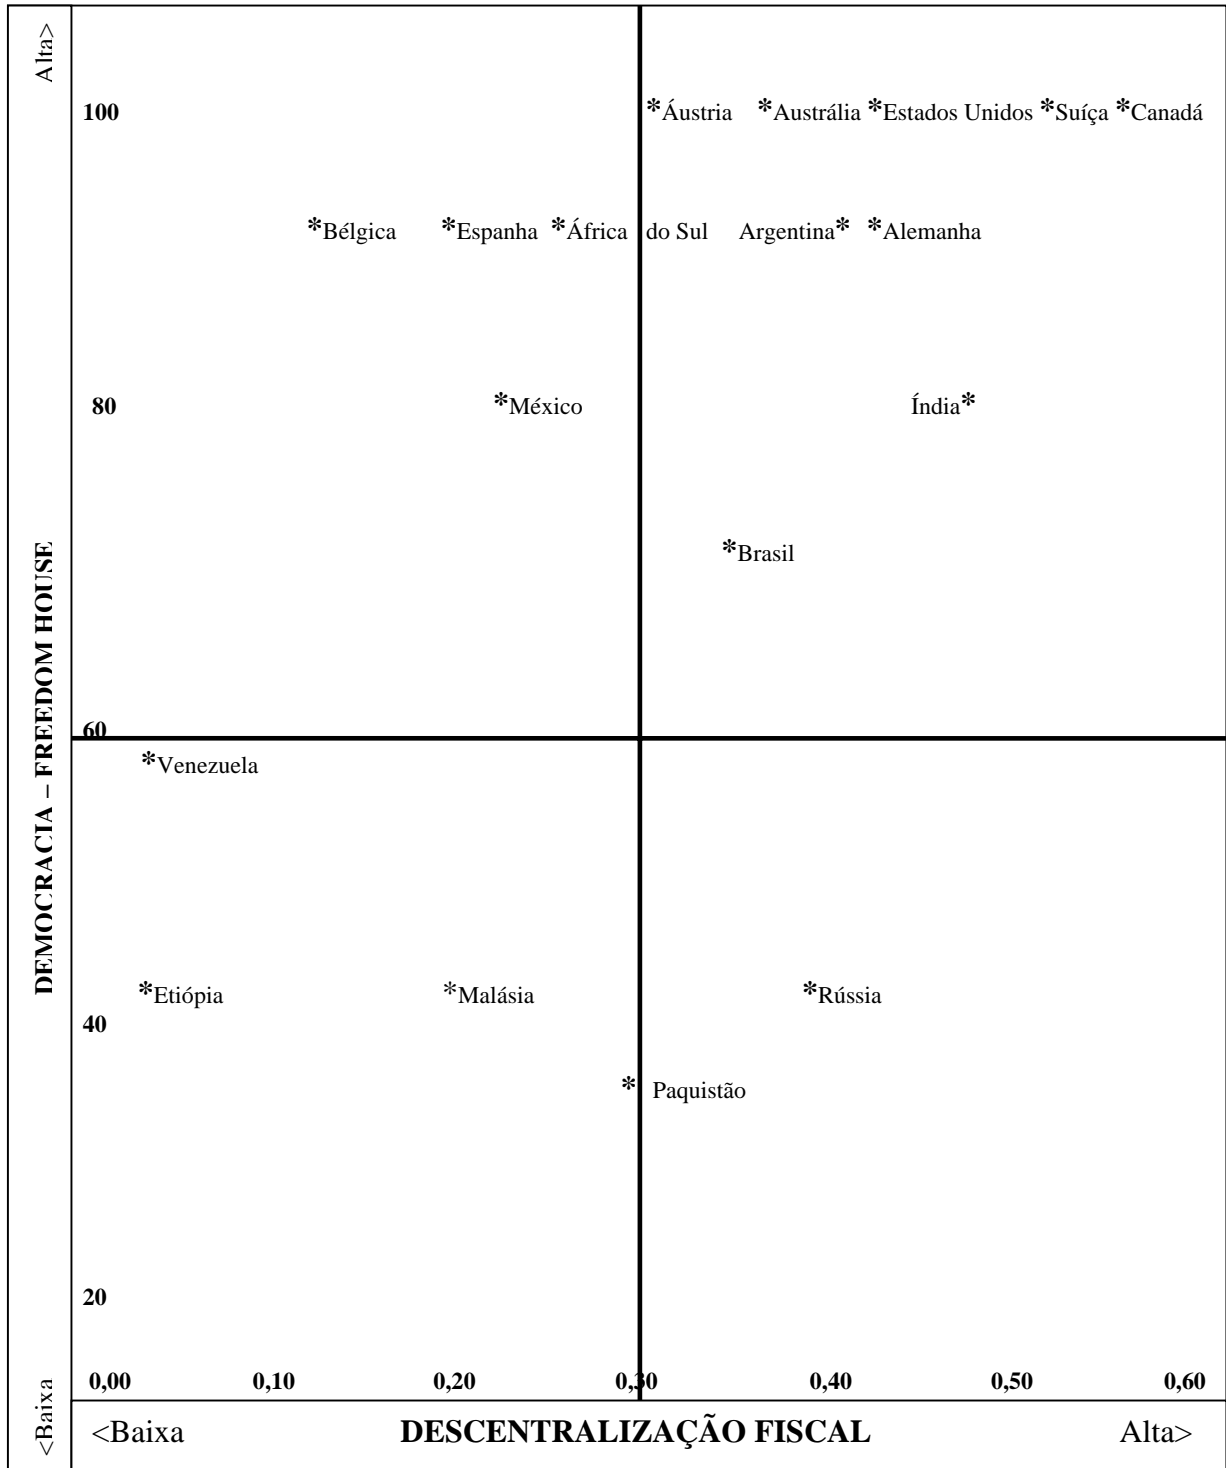 Alta>
100
*Áustria *Austrália *Estados Unidos *Suíça *Canadá
*Bélgica *Espanha *África do Sul Argentina* *Alemanha
80
*México Índia*
*Brasil
DEMOCRACIA – FREEDOM HOUSE
60
*Venezuela
*Etiópia *Malásia *Rússia
40
* Paquistão
20
0,00 0,10 0,20 0,30 0,40 0,50 0,60
<Baixa
<Baixa DESCENTRALIZAÇÃO FISCAL Alta>